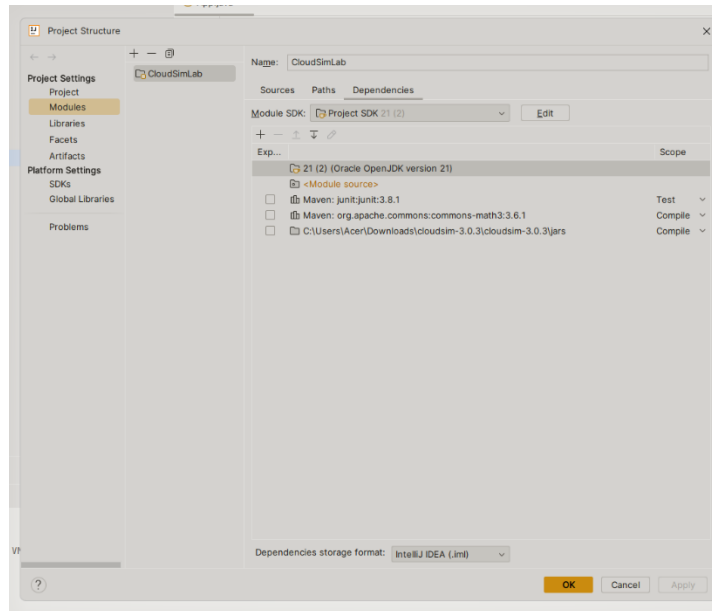 Project Structure
Project Settings
Project
Modules
Libraries
Facets
Artifacts
Platform Settings
SDKs
Global Libraries
Problems
CloudSimLab
Name: CloudSimLab
Sources Paths Dependencies
Module SDK: Project SDK 21 (2) Edit
Exp... Scope
21 (2) (Oracle OpenJDK version 21)
<Module source>
Maven: junit:junit:3.8.1 Test
Maven: org.apache.commons:commons-math3:3.6.1 Compile
C:\Users\Acer\Downloads\cloudsim-3.0.3\cloudsim-3.0.3\jars Compile
Dependencies storage format: IntelliJ IDEA (.iml)
? OK Cancel Apply